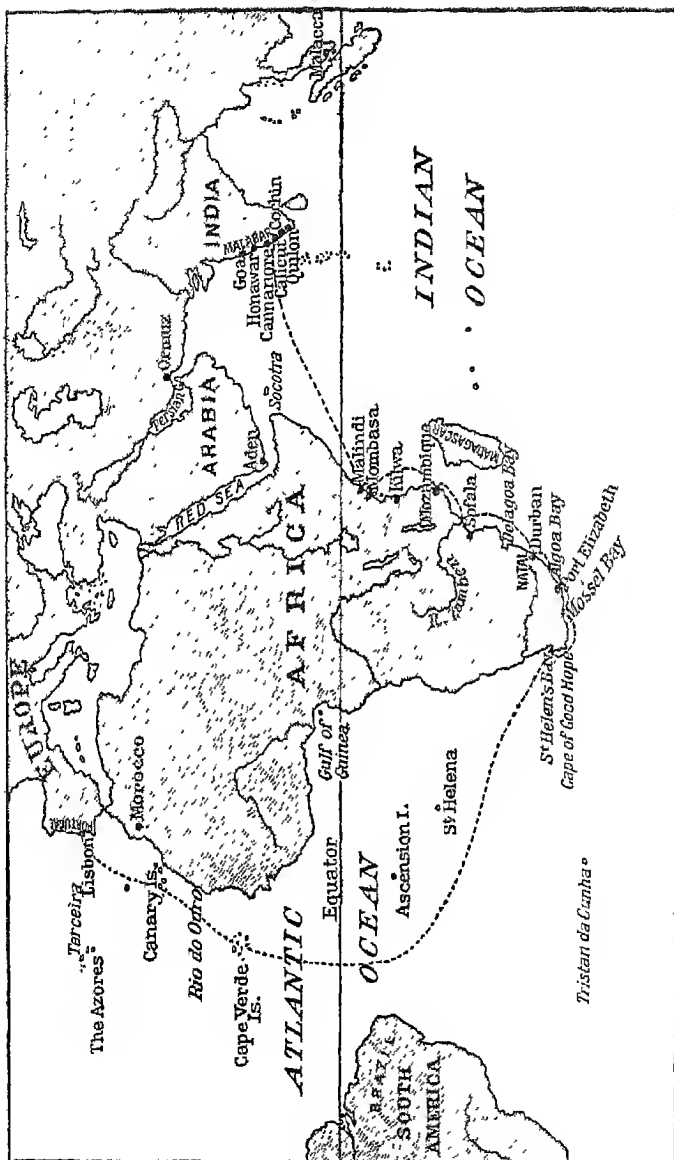 EUROPE
PORTUGAL
Lisbon
Tarceira
The Azores
Morocco
Canary Is.
Rio do Ouro
Cape Verde
Is.
ATLANTIC
OCEAN
Equator
Gulf of
Guinea
Ascension I.
St Helena
Tristan da Cunha
BRAZIL
SOUTH
AMERICA
AFRICA
RED SEA
ARABIA
Aden
Socotra
Persian G.
Ormuz
INDIA
MALABAR
Goa
Honawar
Cannanore
Calicut
Cochin
Quilon
Malacca
INDIAN
OCEAN
Malindi
Mombasa
Kilwa
Mozambique
MADAGASCAR
Sofala
Zambezi
Delagoa Bay
NATAL
Durban
Algoa Bay
Port Elizabeth
Mossel Bay
St Helen's Bay
Cape of Good Hope